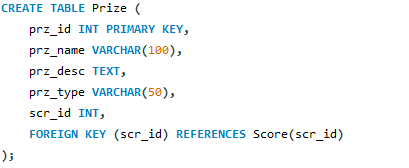 CREATE TABLE Prize (
    prz_id INT PRIMARY KEY,
    prz_name VARCHAR(100),
    prz_desc TEXT,
    prz_type VARCHAR(50),
    scr_id INT,
    FOREIGN KEY (scr_id) REFERENCES Score(scr_id)
);